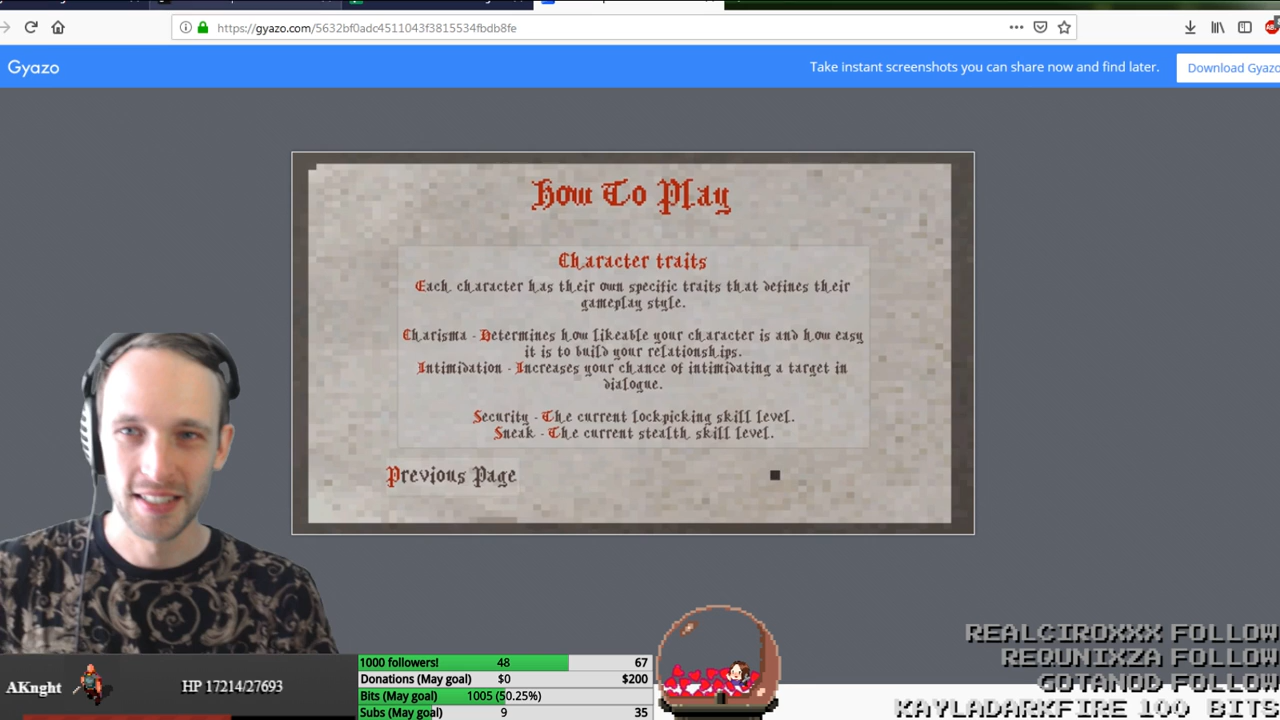 https://gyazo.com/5632bf0adc4511043f3815534fbdb8fe
Gyazo
Take instant screenshots you can share now and find later.
Download Gyazo
How To Play
Character traits
Each character has their own specific traits that defines their
gameplay style.
Charisma - Determines how likeable your character is and how easy
it is to build your relationships.
Intimidation - Increases your chance of intimidating a target in
dialogue.
Security - The current lockpicking skill level.
Sneak - The current stealth skill level.
Previous Page
REALCIROXXX FOLLOW
REQUNIXZA FOLLOW
GOTANOD FOLLOW
KAYLADARKFIRE 100 BITS
AKnght
HP 17214/27693
1000 followers! 48 67
Donations (May goal) $0 $200
Bits (May goal) 1005 (50.25%)
Subs (May goal) 9 35